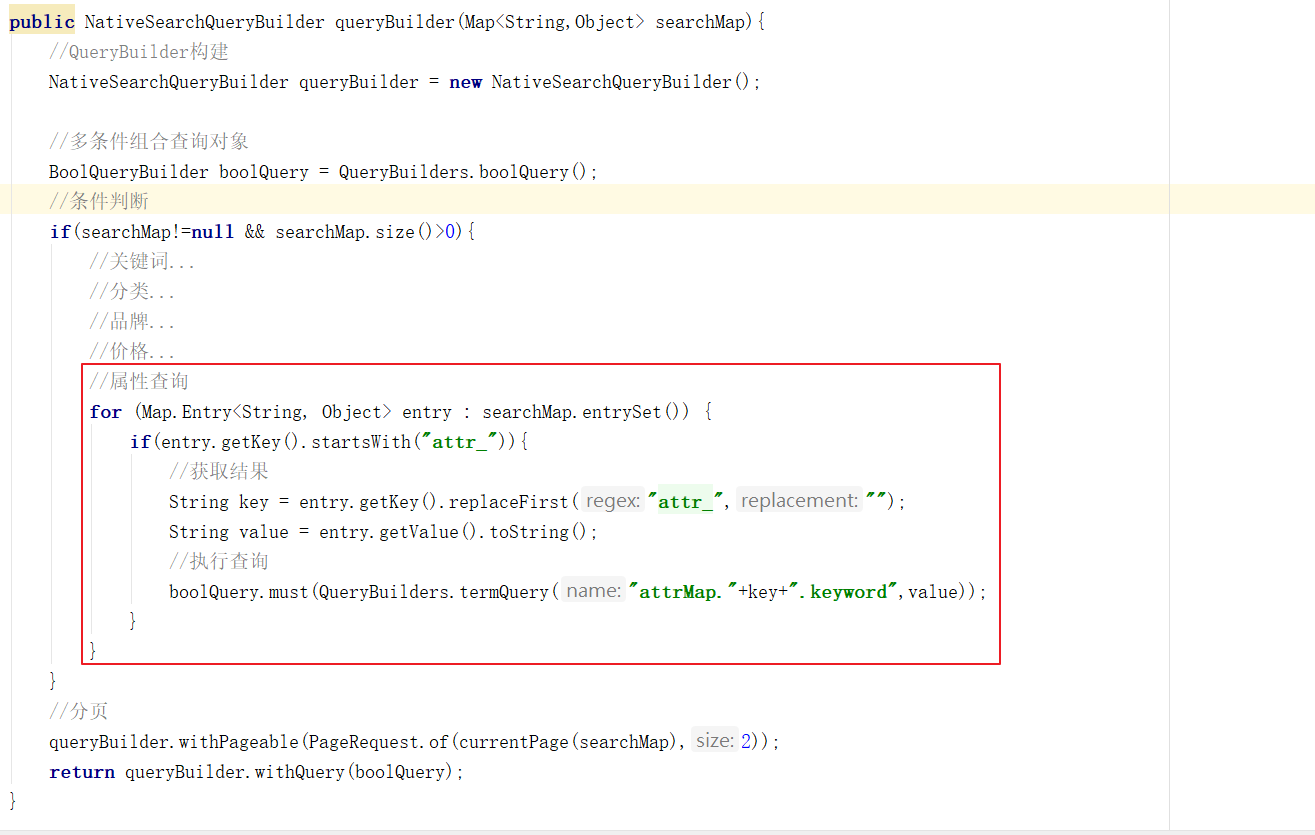 public NativeSearchQueryBuilder queryBuilder(Map<String,Object> searchMap){
//QueryBuilder构建
NativeSearchQueryBuilder queryBuilder = new NativeSearchQueryBuilder();
//多条件组合查询对象
BoolQueryBuilder boolQuery = QueryBuilders.boolQuery();
//条件判断
if(searchMap!=null && searchMap.size()>0){
//关键词...
//分类...
//品牌...
//价格...
//属性查询
for (Map.Entry<String, Object> entry : searchMap.entrySet()) {
if(entry.getKey().startsWith("attr_")){
//获取结果
String key = entry.getKey().replaceFirst( regex: "attr_", replacement: "");
String value = entry.getValue().toString();
//执行查询
boolQuery.must(QueryBuilders.termQuery( name: "attrMap."+key+".keyword",value));
}
}
}
//分页
queryBuilder.withPageable(PageRequest.of(currentPage(searchMap), size: 2));
return queryBuilder.withQuery(boolQuery);
}